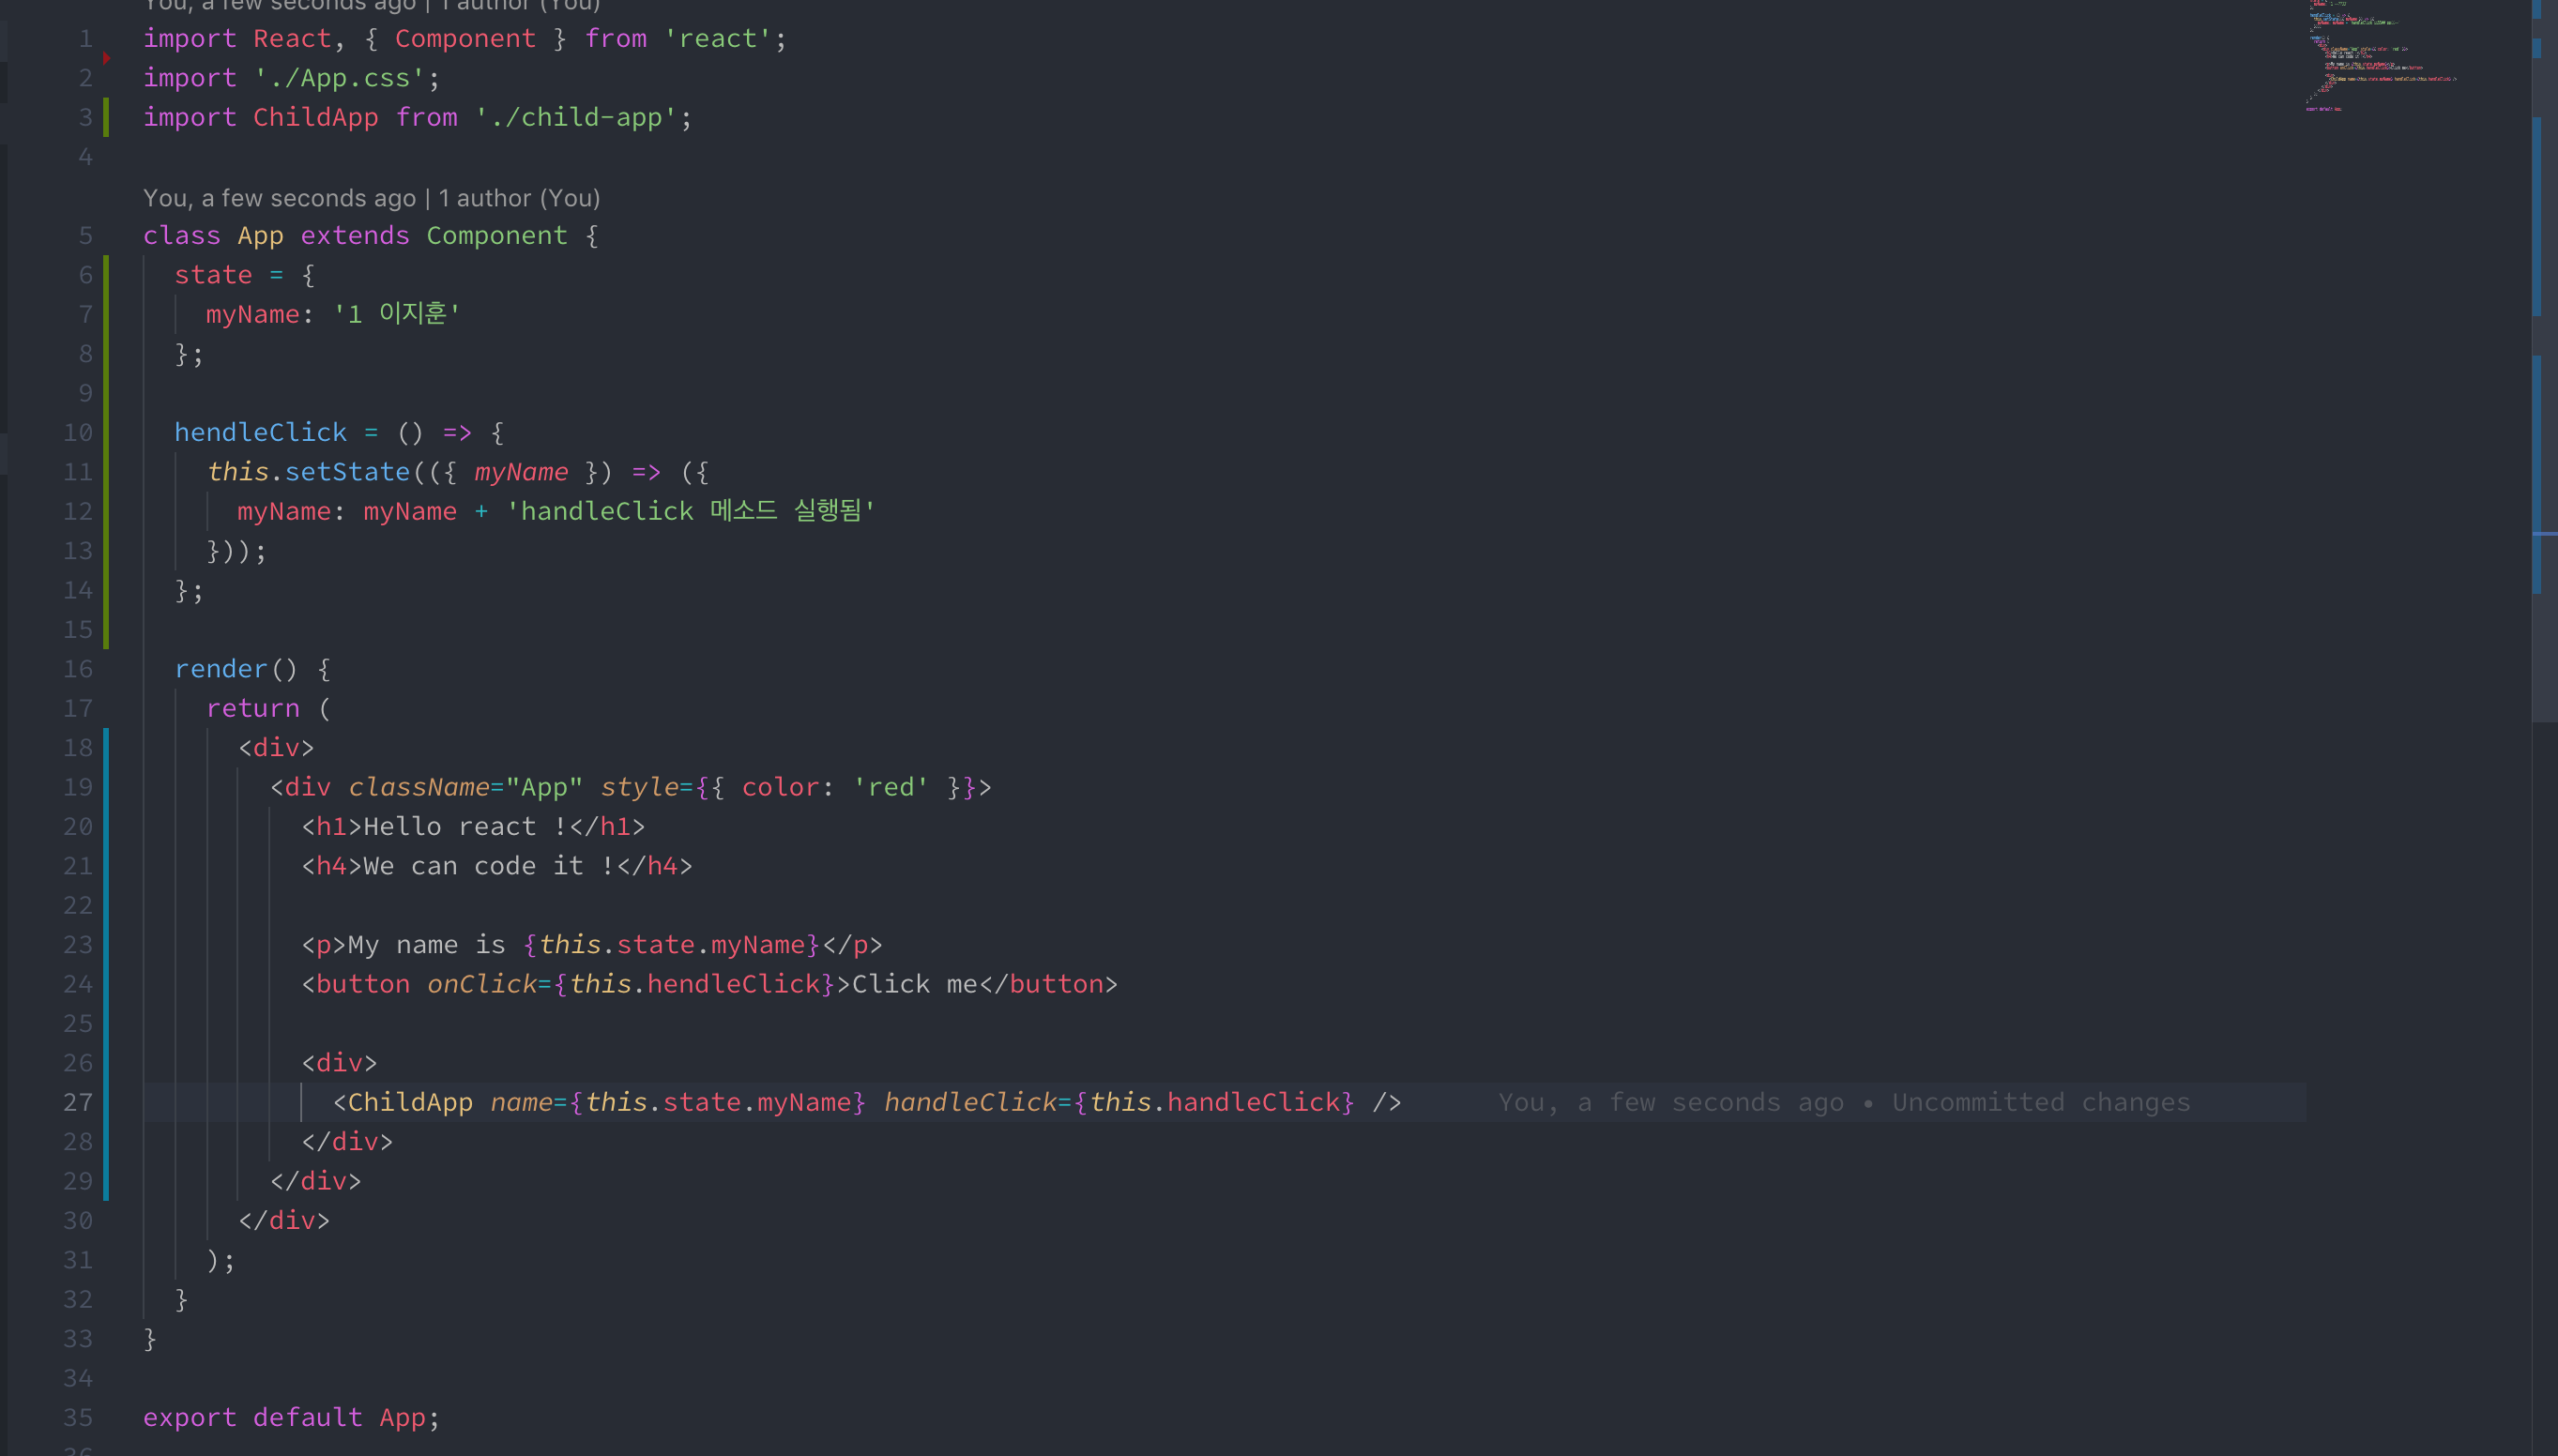 You, a few seconds ago | 1 author (You)
1 import React, { Component } from 'react';
2 import './App.css';
3 import ChildApp from './child-app';
4
You, a few seconds ago | 1 author (You)
5 class App extends Component {
6   state = {
7     myName: '1 이지훈'
8   };
9
10   hendleClick = () => {
11     this.setState(({ myName }) => ({
12       myName: myName + 'handleClick 메소드 실행됨'
13     }));
14   };
15
16   render() {
17     return (
18       <div>
19         <div className="App" style={{ color: 'red' }}>
20           <h1>Hello react !</h1>
21           <h4>We can code it !</h4>
22
23           <p>My name is {this.state.myName}</p>
24           <button onClick={this.hendleClick}>Click me</button>
25
26           <div>
27             <ChildApp name={this.state.myName} handleClick={this.handleClick} />      You, a few seconds ago • Uncommitted changes
28           </div>
29         </div>
30       </div>
31     );
32   }
33 }
34
35 export default App;
36